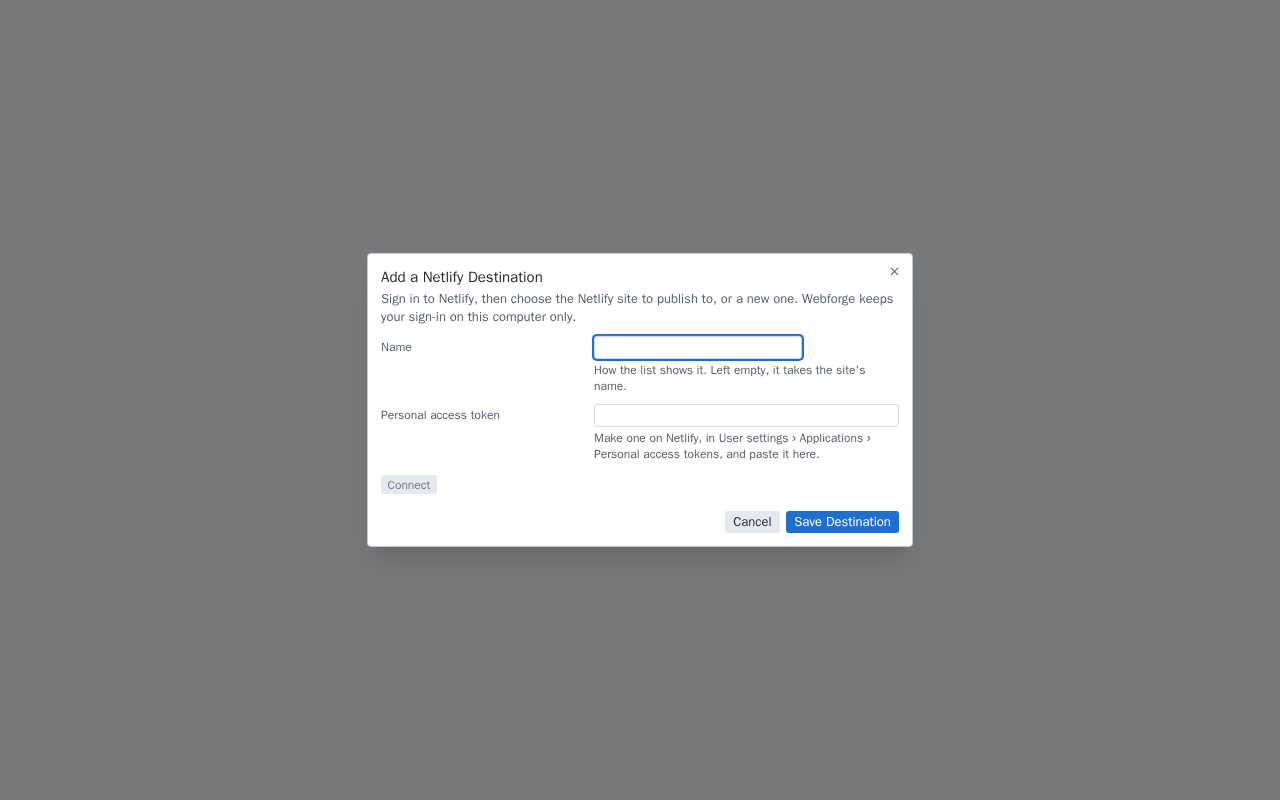 Add a Netlify Destination
Sign in to Netlify, then choose the Netlify site to publish to, or a new one. Webforge keeps
your sign-in on this computer only.
Name
How the list shows it. Left empty, it takes the site's
name.
Personal access token
Make one on Netlify, in User settings › Applications ›
Personal access tokens, and paste it here.
Connect
Cancel
Save Destination